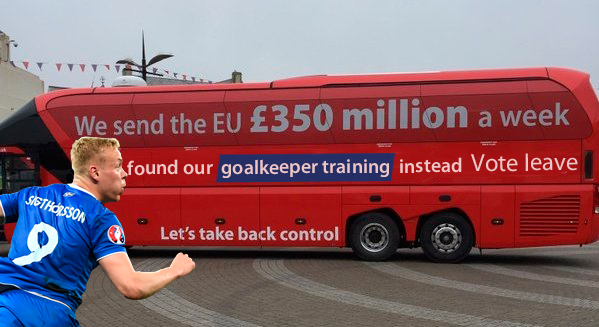 We send the EU £350 million a week
found our goalkeeper training instead Vote leave
Let's take back control
SIGTHORSSON
9